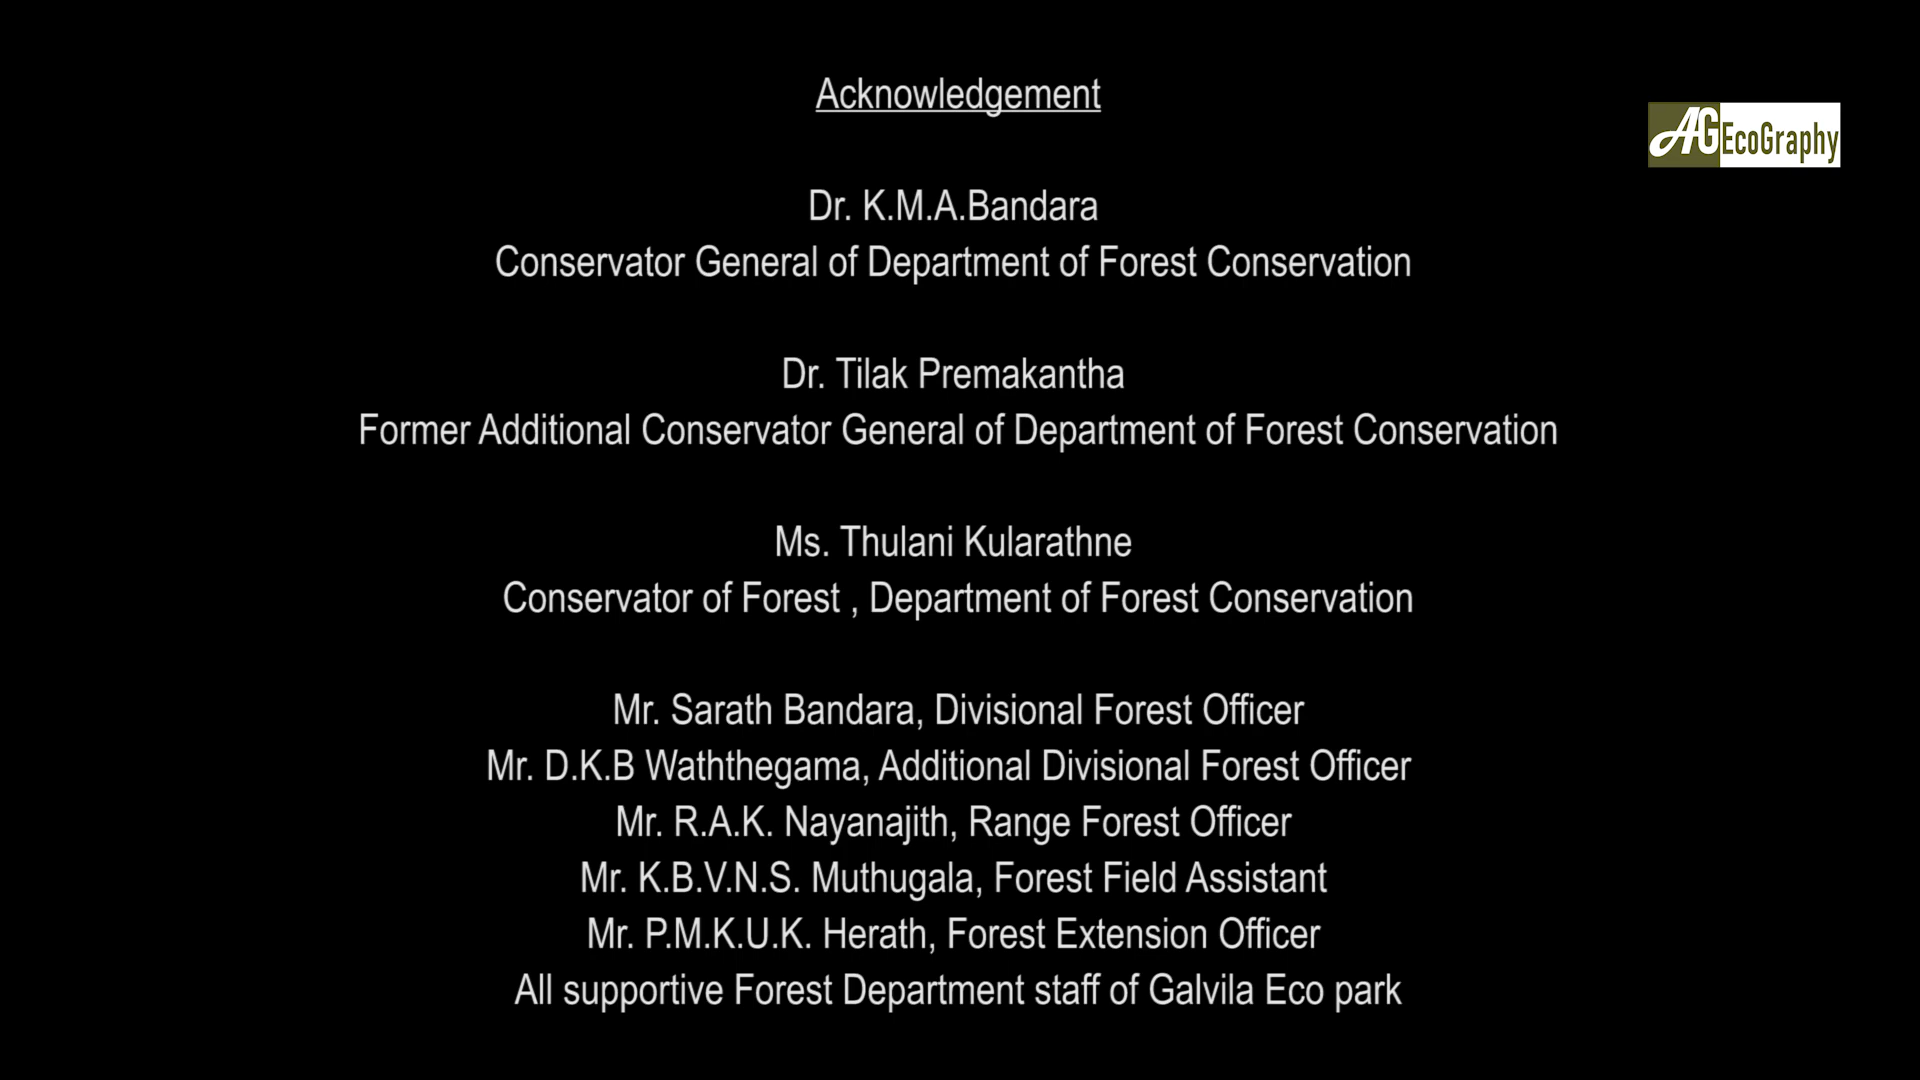 Acknowledgement
AG EcoGraphy
Dr. K.M.A.Bandara
Conservator General of Department of Forest Conservation
Dr. Tilak Premakantha
Former Additional Conservator General of Department of Forest Conservation
Ms. Thulani Kularathne
Conservator of Forest , Department of Forest Conservation
Mr. Sarath Bandara, Divisional Forest Officer
Mr. D.K.B Waththegama, Additional Divisional Forest Officer
Mr. R.A.K. Nayanajith, Range Forest Officer
Mr. K.B.V.N.S. Muthugala, Forest Field Assistant
Mr. P.M.K.U.K. Herath, Forest Extension Officer
All supportive Forest Department staff of Galvila Eco park